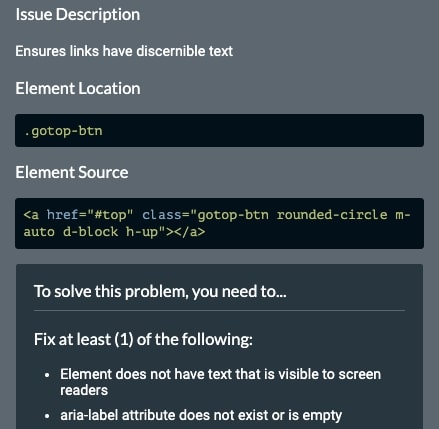 Issue Description
Ensures links have discernible text
Element Location
.gotop-btn
Element Source
<a href="#top" class="gotop-btn rounded-circle m-
auto d-block h-up"></a>
To solve this problem, you need to...
Fix at least (1) of the following:
• Element does not have text that is visible to screen
readers
• aria-label attribute does not exist or is empty